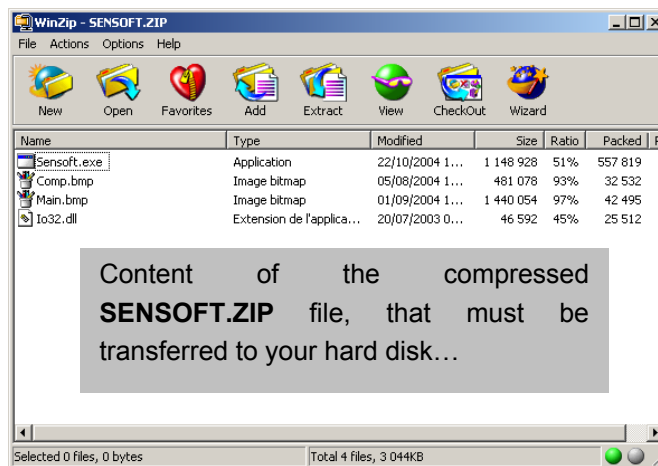 WinZip - SENSOFT.ZIP
File Actions Options Help
New Open Favorites Add Extract View CheckOut Wizard
Name Type Modified Size Ratio Packed
Sensoft.exe Application 22/10/2004 1... 1 148 928 51% 557 819
Comp.bmp Image bitmap 05/08/2004 1... 481 078 93% 32 532
Main.bmp Image bitmap 01/09/2004 1... 1 440 054 97% 42 495
Io32.dll Extension de l'applica... 20/07/2003 0... 46 592 45% 25 512
Content of the compressed
SENSOFT.ZIP file, that must be
transferred to your hard disk…
Selected 0 files, 0 bytes Total 4 files, 3 044KB